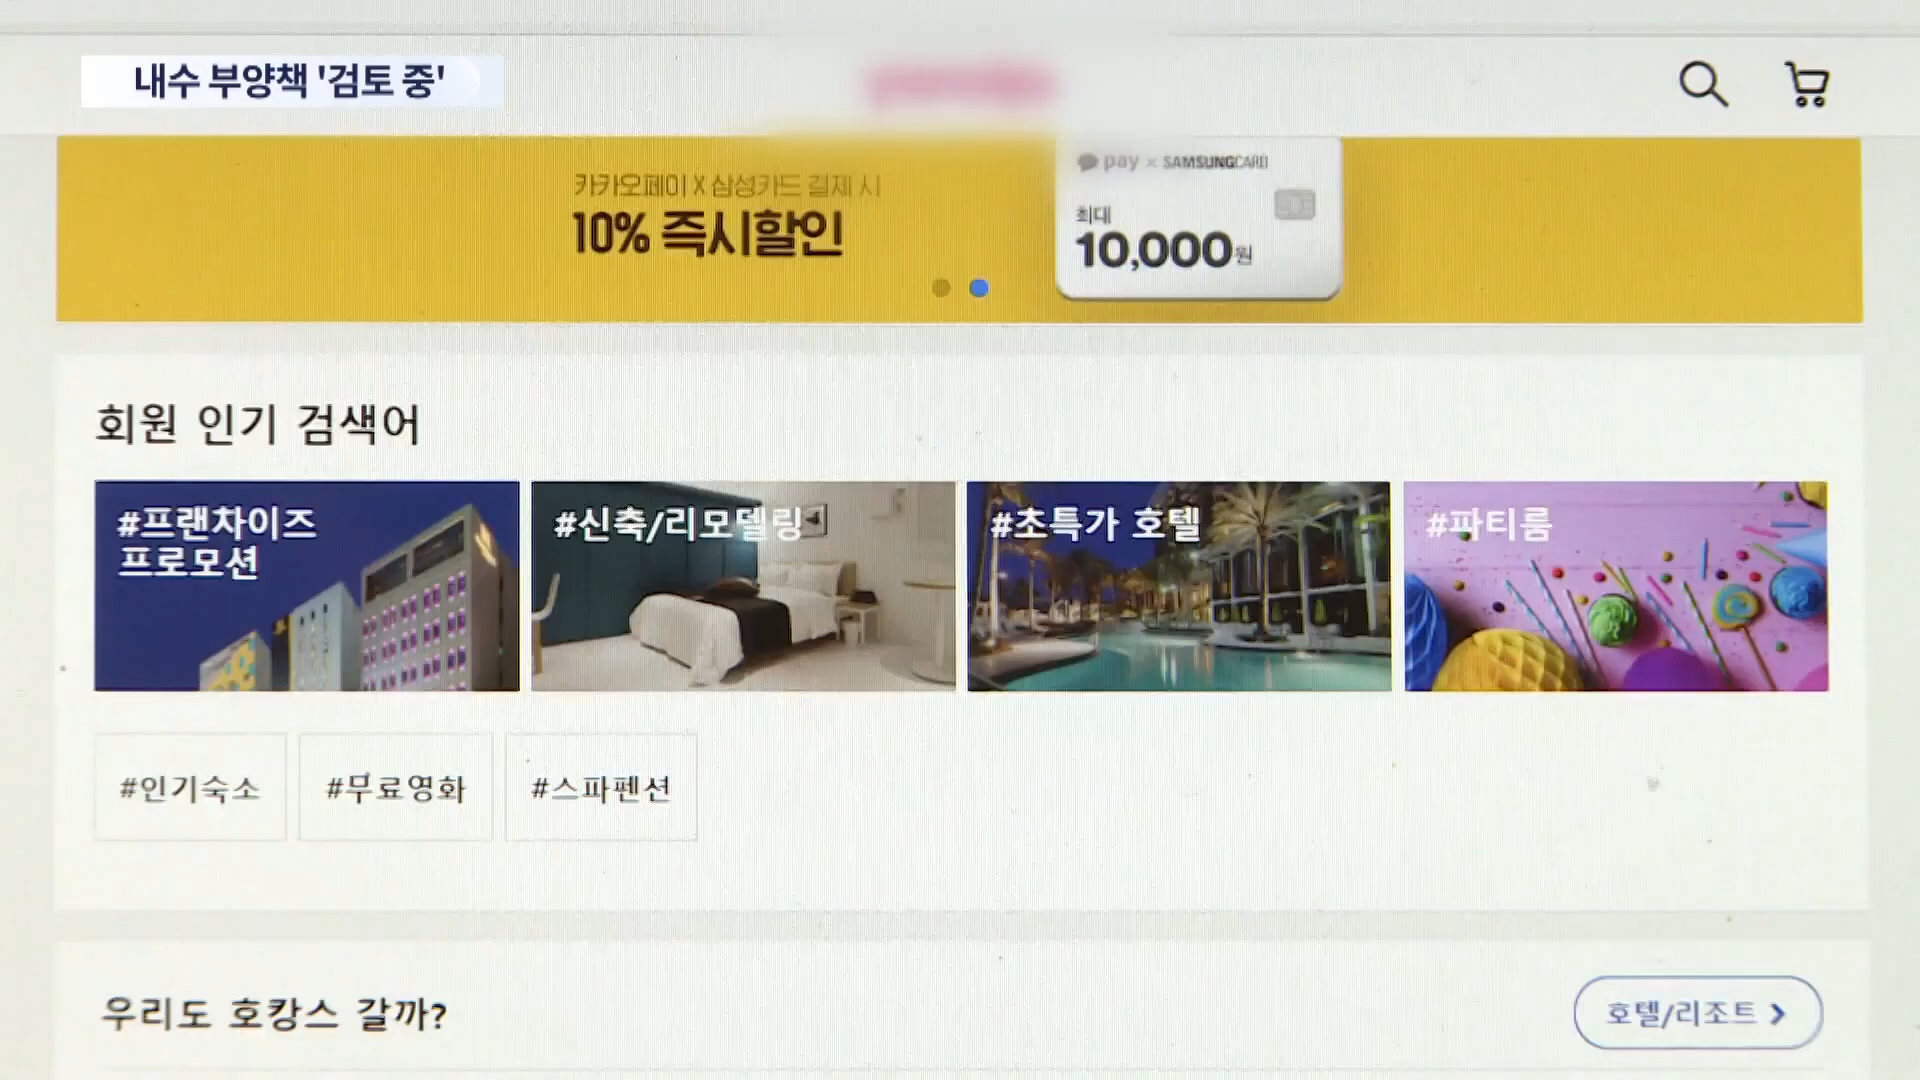 내수 부양책 '검토 중'
카카오페이 X 삼성카드 결제 시
10% 즉시할인
pay × SAMSUNGCARD
최대
10,000원
회원 인기 검색어
#프랜차이즈
프로모션
#신축/리모델링
#초특가 호텔
#파티룸
#인기숙소
#무료영화
#스파펜션
우리도 호캉스 갈까?
호텔/리조트 >